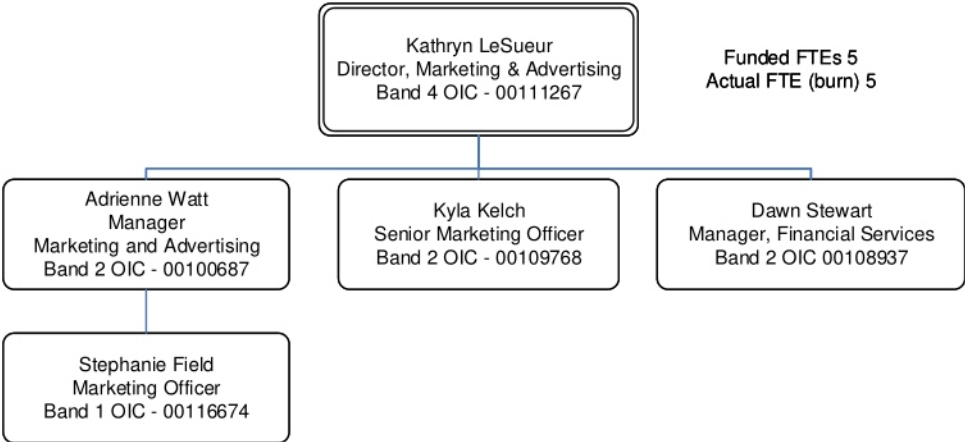 Kathryn LeSueur
Director, Marketing & Advertising
Band 4 OIC - 00111267
Funded FTEs 5
Actual FTE (burn) 5
Adrienne Watt
Manager
Marketing and Advertising
Band 2 OIC - 00100687
Kyla Kelch
Senior Marketing Officer
Band 2 OIC - 00109768
Dawn Stewart
Manager, Financial Services
Band 2 OIC 00108937
Stephanie Field
Marketing Officer
Band 1 OIC - 00116674